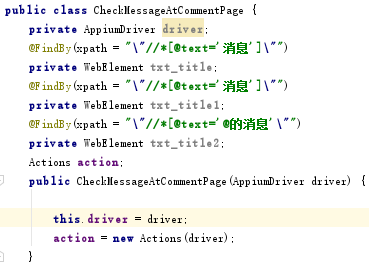 public class CheckMessageAtCommentPage {
private AppiumDriver driver;
@FindBy(xpath = "\"//*[@text='消息']\"")
private WebElement txt_title;
@FindBy(xpath = "\"//*[@text='消息']\"")
private WebElement txt_title1;
@FindBy(xpath = "\"//*[@text='@的消息'\"")
private WebElement txt_title2;
Actions action;
public CheckMessageAtCommentPage(AppiumDriver driver) {
this.driver = driver;
action = new Actions(driver);
}